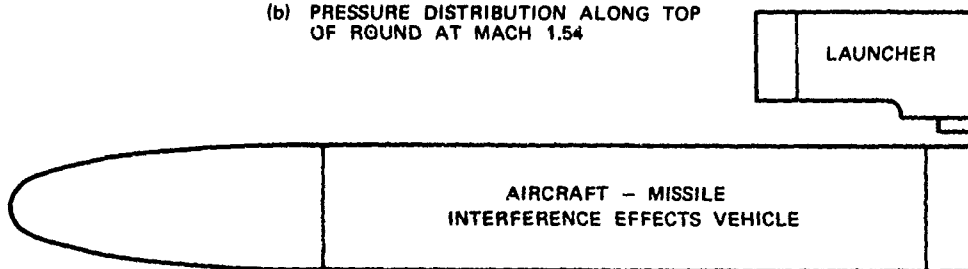 (b) PRESSURE DISTRIBUTION ALONG TOP
OF ROUND AT MACH 1.54
LAUNCHER
AIRCRAFT – MISSILE
INTERFERENCE EFFECTS VEHICLE